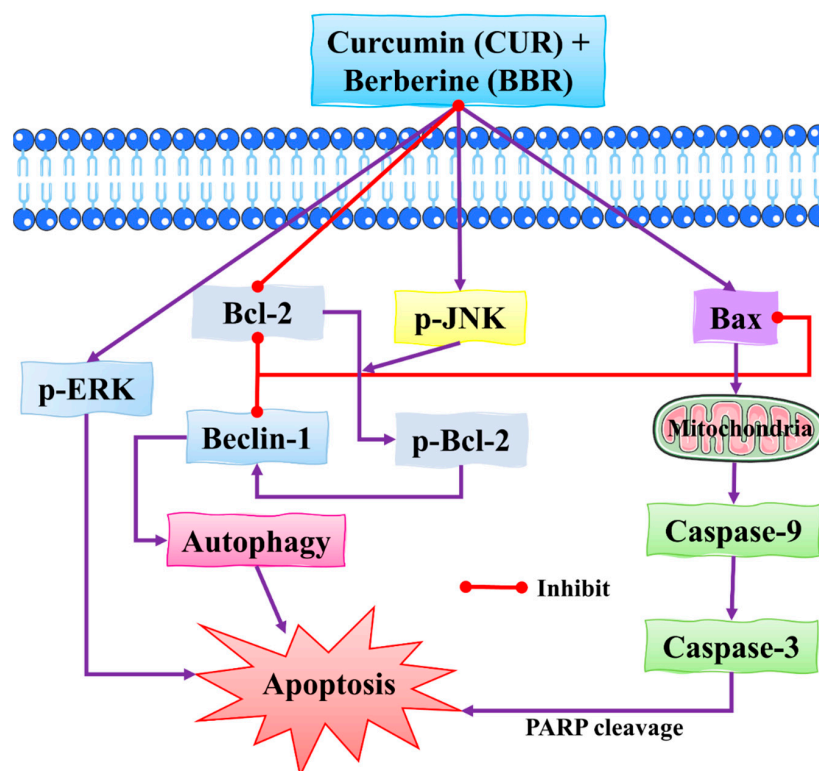 Curcumin (CUR) +
Berberine (BBR)
Bcl-2
p-JNK
Bax
p-ERK
Beclin-1
p-Bcl-2
Mitochondria
Autophagy
Caspase-9
Inhibit
Caspase-3
Apoptosis
PARP cleavage